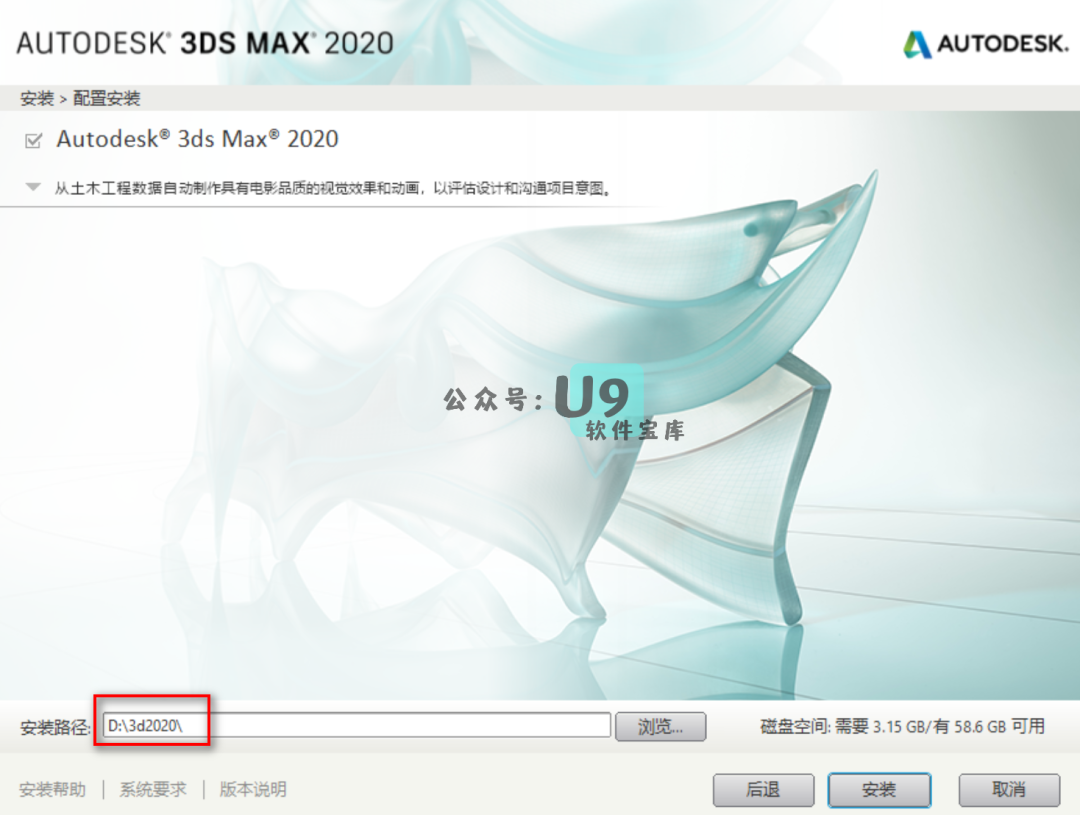 AUTODESK® 3DS MAX® 2020
AUTODESK.
安装 > 配置安装
Autodesk® 3ds Max® 2020
从土木工程数据自动制作具有电影品质的视觉效果和动画，以评估设计和沟通项目意图。
公众号: U9
软件宝库
安装路径: D:\3d2020\ 浏览... 磁盘空间: 需要 3.15 GB/有 58.6 GB 可用
安装帮助 | 系统要求 | 版本说明 后退 安装 取消